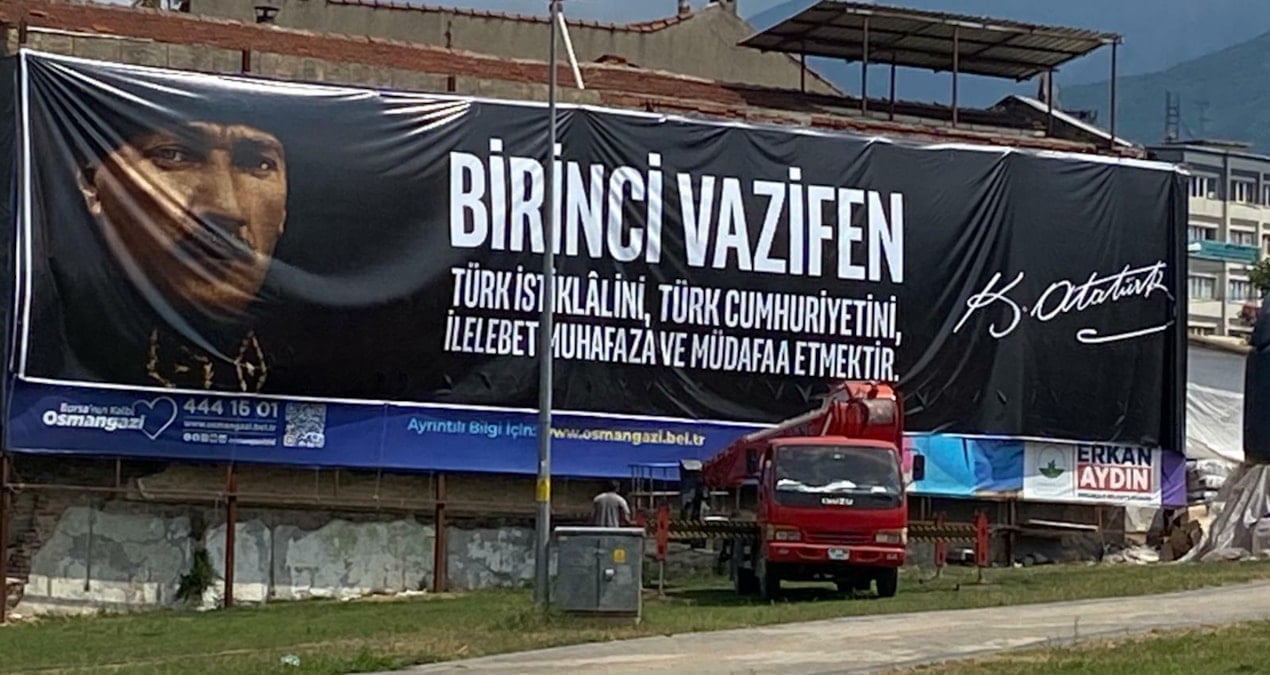 BİRİNCİ VAZİFEN
TÜRK İSTİKLÂLİNİ, TÜRK CUMHURİYETİNİ,
İLELEBET MUHAFAZA VE MÜDAFAA ETMEKTİR.
K. Atatürk
Bursa'nın Kalbi
Osmangazi
444 16 01
www.osmangazi.bel.tr
Ayrıntılı Bilgi İçin: www.osmangazi.bel.tr
ERKAN
AYDIN
ISUZU